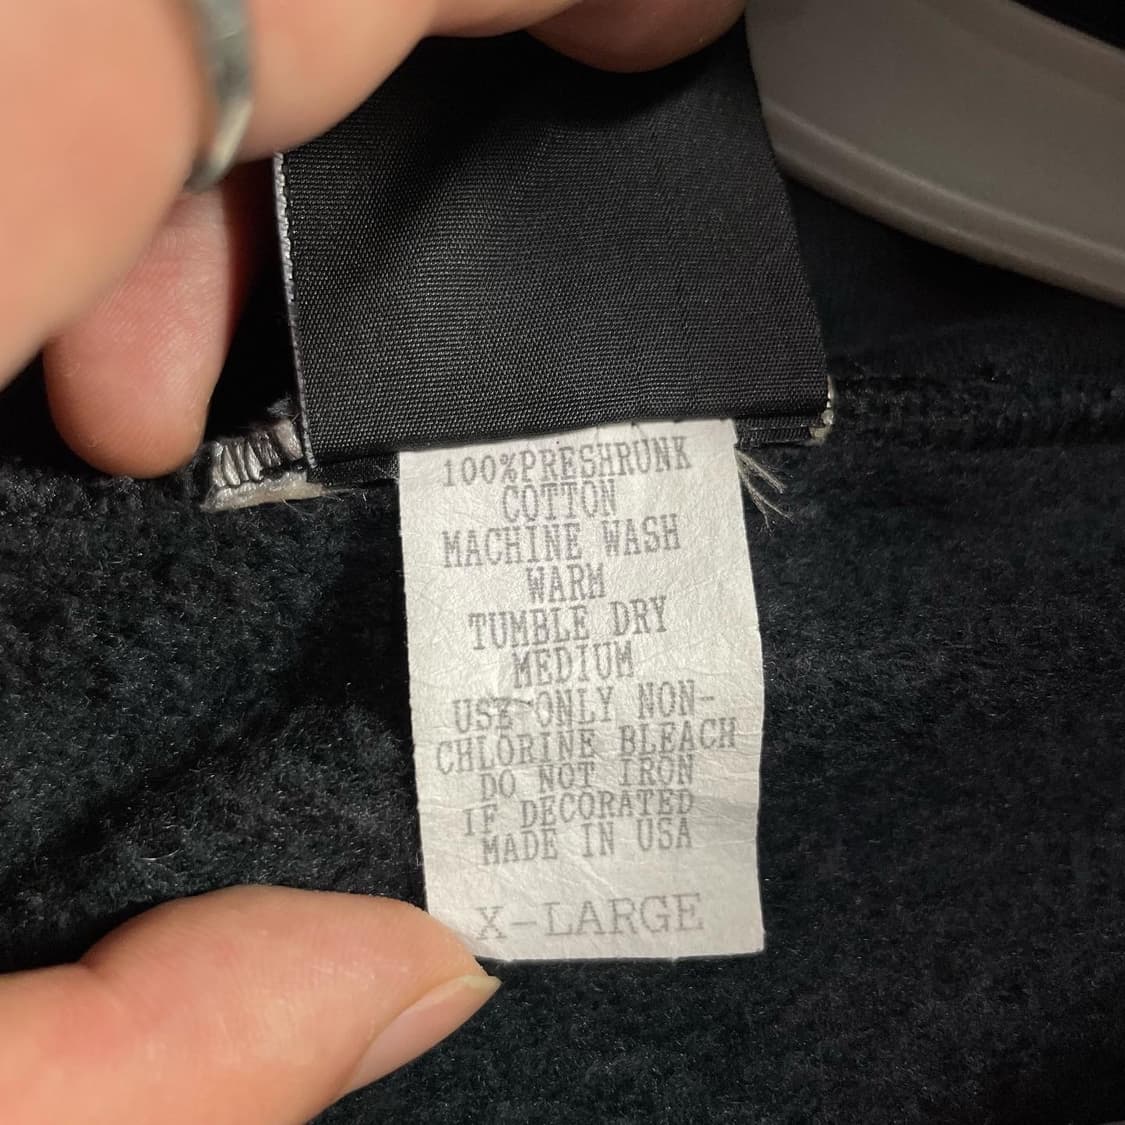 100%PRESHRUNK
COTTON
MACHINE WASH
WARM
TUMBLE DRY
MEDIUM
USE ONLY NON-
CHLORINE BLEACH
DO NOT IRON
IF DECORATED
MADE IN USA
X-LARGE